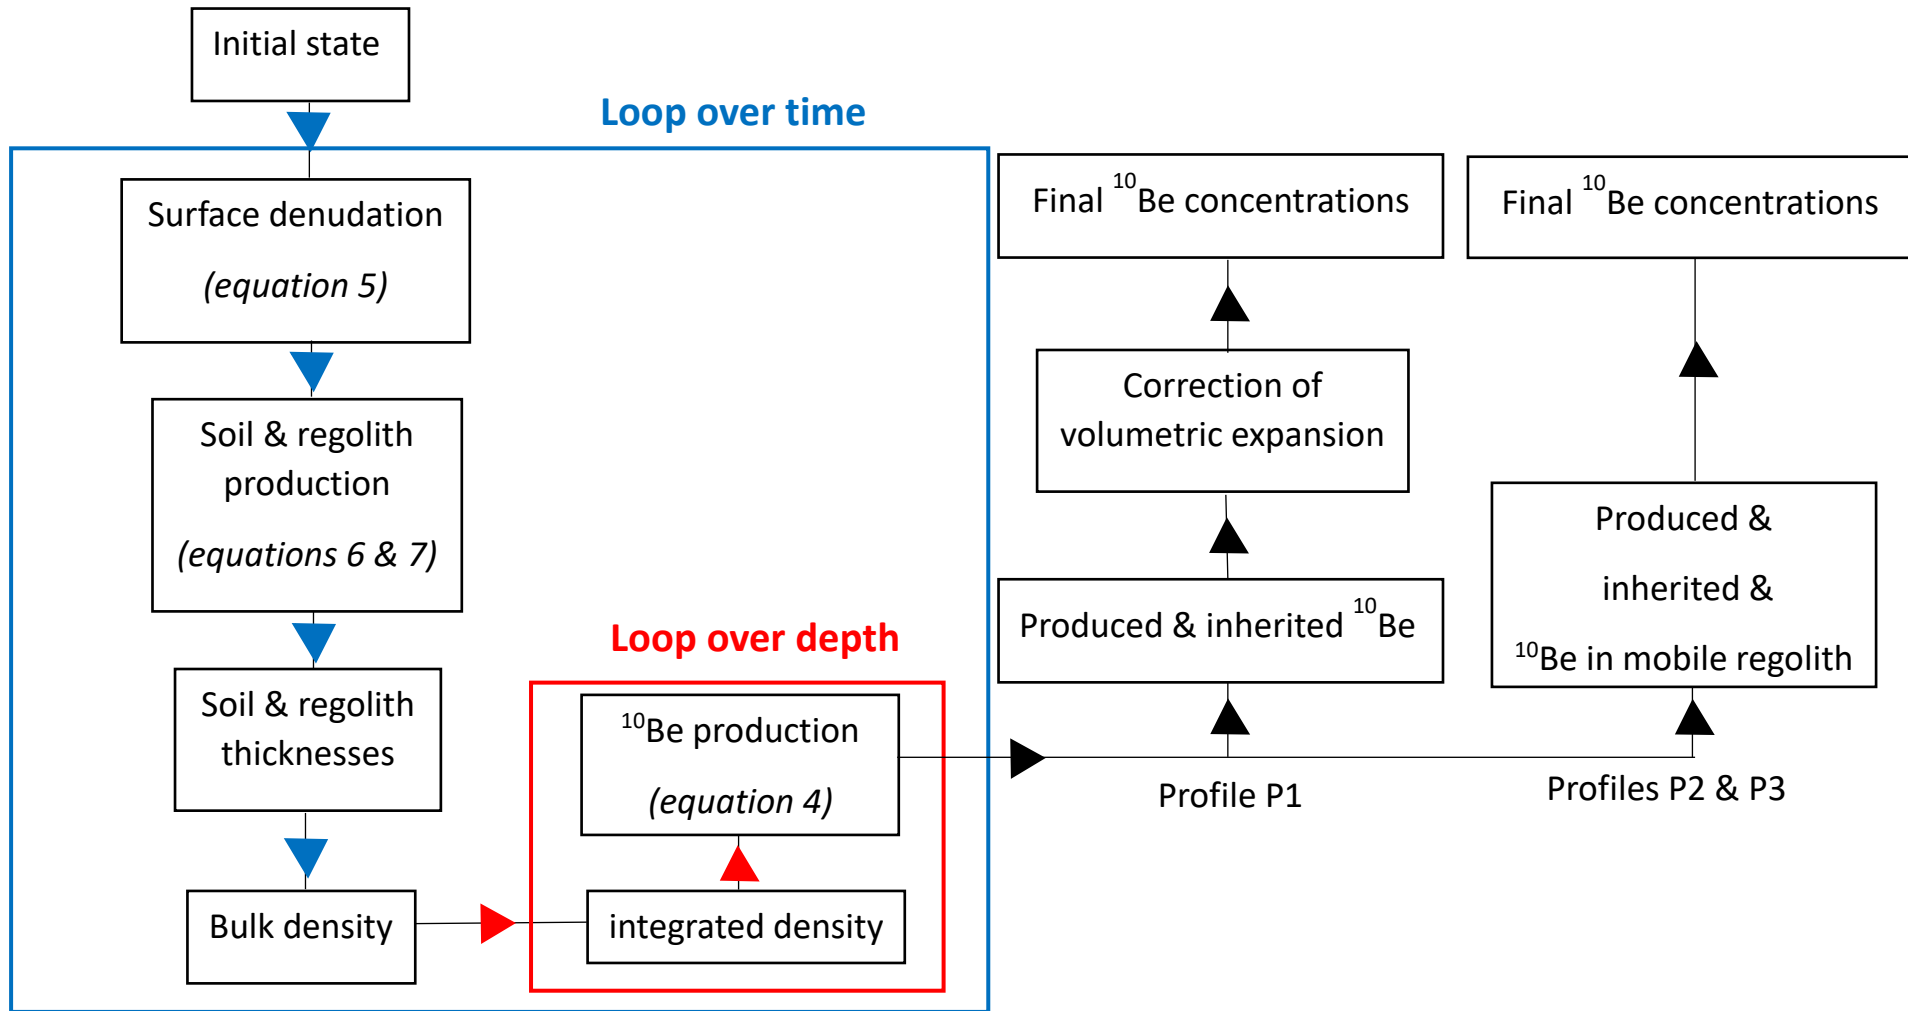 Initial state
Loop over time
Surface denudation
(equation 5)
Soil & regolith
production
(equations 6 & 7)
Soil & regolith
thicknesses
Bulk density
Loop over depth
¹⁰Be production
(equation 4)
integrated density
Final ¹⁰Be concentrations
Correction of
volumetric expansion
Produced & inherited ¹⁰Be
Profile P1
Final ¹⁰Be concentrations
Produced &
inherited &
¹⁰Be in mobile regolith
Profiles P2 & P3